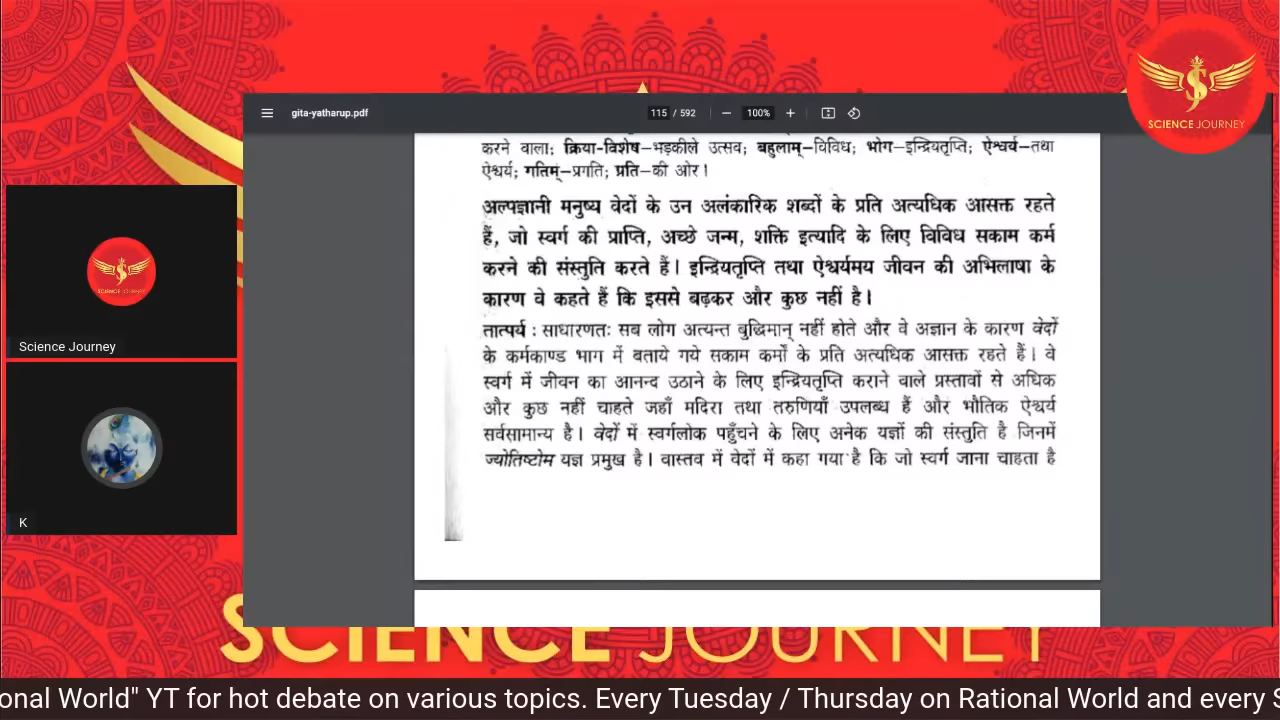 SCIENCE JOURNEY
gita-yatharup.pdf
115 / 592
100%
करने वाला; क्रिया-विशेष–भड़कीले उत्सव; बहुलाम्–विविध; भोग–इन्द्रियतृप्ति; ऐश्वर्य–तथा
ऐश्वर्य; गतिम्–प्रगति; प्रति–की ओर।
अल्पज्ञानी मनुष्य वेदों के उन अलंकारिक शब्दों के प्रति अत्यधिक आसक्त रहते
हैं, जो स्वर्ग की प्राप्ति, अच्छे जन्म, शक्ति इत्यादि के लिए विविध सकाम कर्म
करने की संस्तुति करते हैं। इन्द्रियतृप्ति तथा ऐश्वर्यमय जीवन की अभिलाषा के
कारण वे कहते हैं कि इससे बढ़कर और कुछ नहीं है।
तात्पर्य : साधारणतः सब लोग अत्यन्त बुद्धिमान् नहीं होते और वे अज्ञान के कारण वेदों
के कर्मकाण्ड भाग में बताये गये सकाम कर्मों के प्रति अत्यधिक आसक्त रहते हैं। वे
स्वर्ग में जीवन का आनन्द उठाने के लिए इन्द्रियतृप्ति कराने वाले प्रस्तावों से अधिक
और कुछ नहीं चाहते जहाँ मदिरा तथा तरुणियाँ उपलब्ध हैं और भौतिक ऐश्वर्य
सर्वसामान्य है। वेदों में स्वर्गलोक पहुँचने के लिए अनेक यज्ञों की संस्तुति है जिनमें
ज्योतिष्टोम यज्ञ प्रमुख है। वास्तव में वेदों में कहा गया है कि जो स्वर्ग जाना चाहता है
SCIENCE JOURNEY
Science Journey
K
SCIENCE JOURNEY
onal World" YT for hot debate on various topics. Every Tuesday / Thursday on Rational World and every S